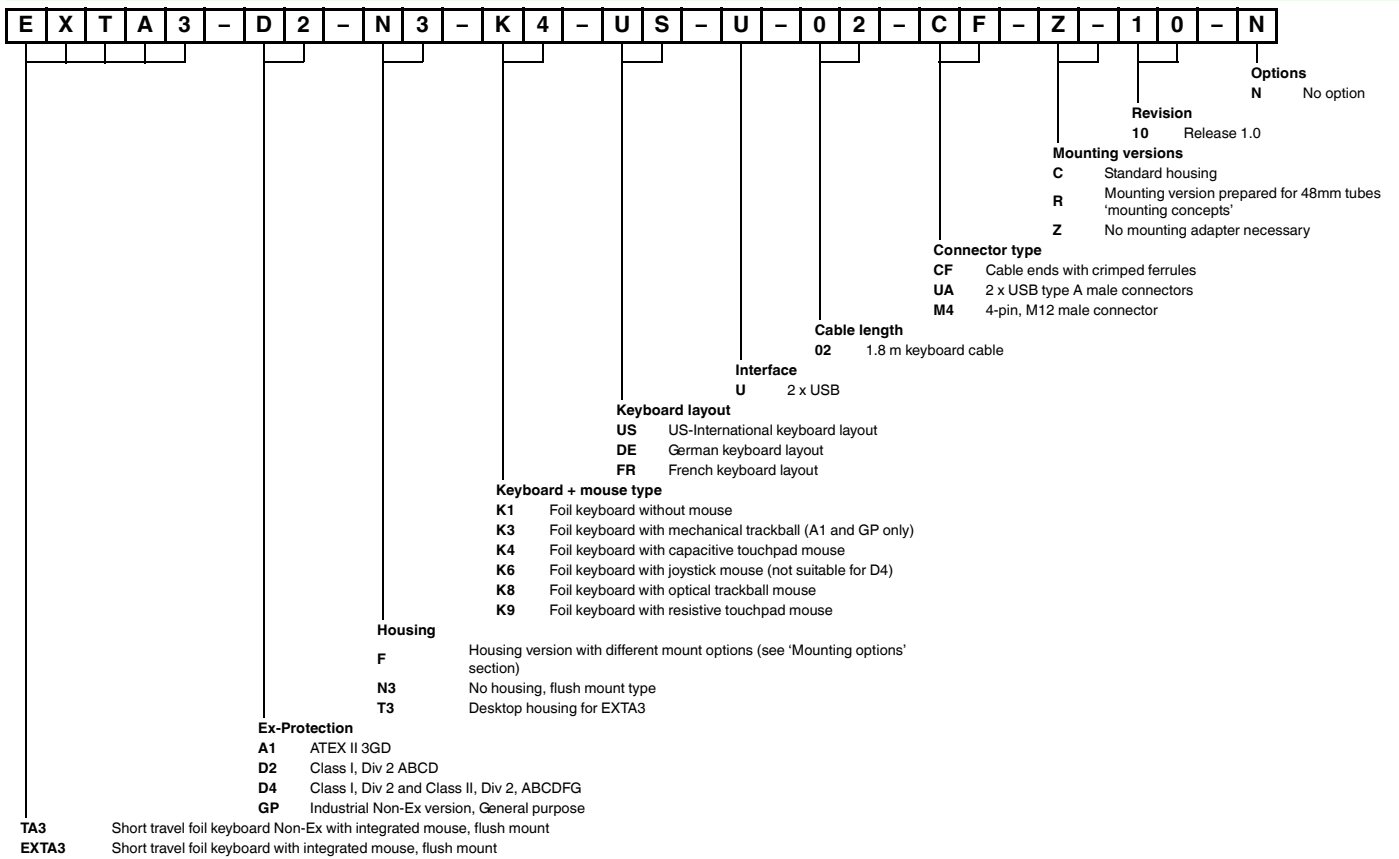 EXTA3–D2–N3–K4–US–U–02–CF–Z–10–N
Options
N No option
Revision
10 Release 1.0
Mounting versions
C Standard housing
R Mounting version prepared for 48mm tubes
‘mounting concepts’
Z No mounting adapter necessary
Connector type
CF Cable ends with crimped ferrules
UA 2 x USB type A male connectors
M4 4-pin, M12 male connector
Cable length
02 1.8 m keyboard cable
Interface
U 2 x USB
Keyboard layout
US US-International keyboard layout
DE German keyboard layout
FR French keyboard layout
Keyboard + mouse type
K1 Foil keyboard without mouse
K3 Foil keyboard with mechanical trackball (A1 and GP only)
K4 Foil keyboard with capacitive touchpad mouse
K6 Foil keyboard with joystick mouse (not suitable for D4)
K8 Foil keyboard with optical trackball mouse
K9 Foil keyboard with resistive touchpad mouse
Housing
F Housing version with different mount options (see ‘Mounting options’
section)
N3 No housing, flush mount type
T3 Desktop housing for EXTA3
Ex-Protection
A1 ATEX II 3GD
D2 Class I, Div 2 ABCD
D4 Class I, Div 2 and Class II, Div 2, ABCDFG
GP Industrial Non-Ex version, General purpose
TA3 Short travel foil keyboard Non-Ex with integrated mouse, flush mount
EXTA3 Short travel foil keyboard with integrated mouse, flush mount